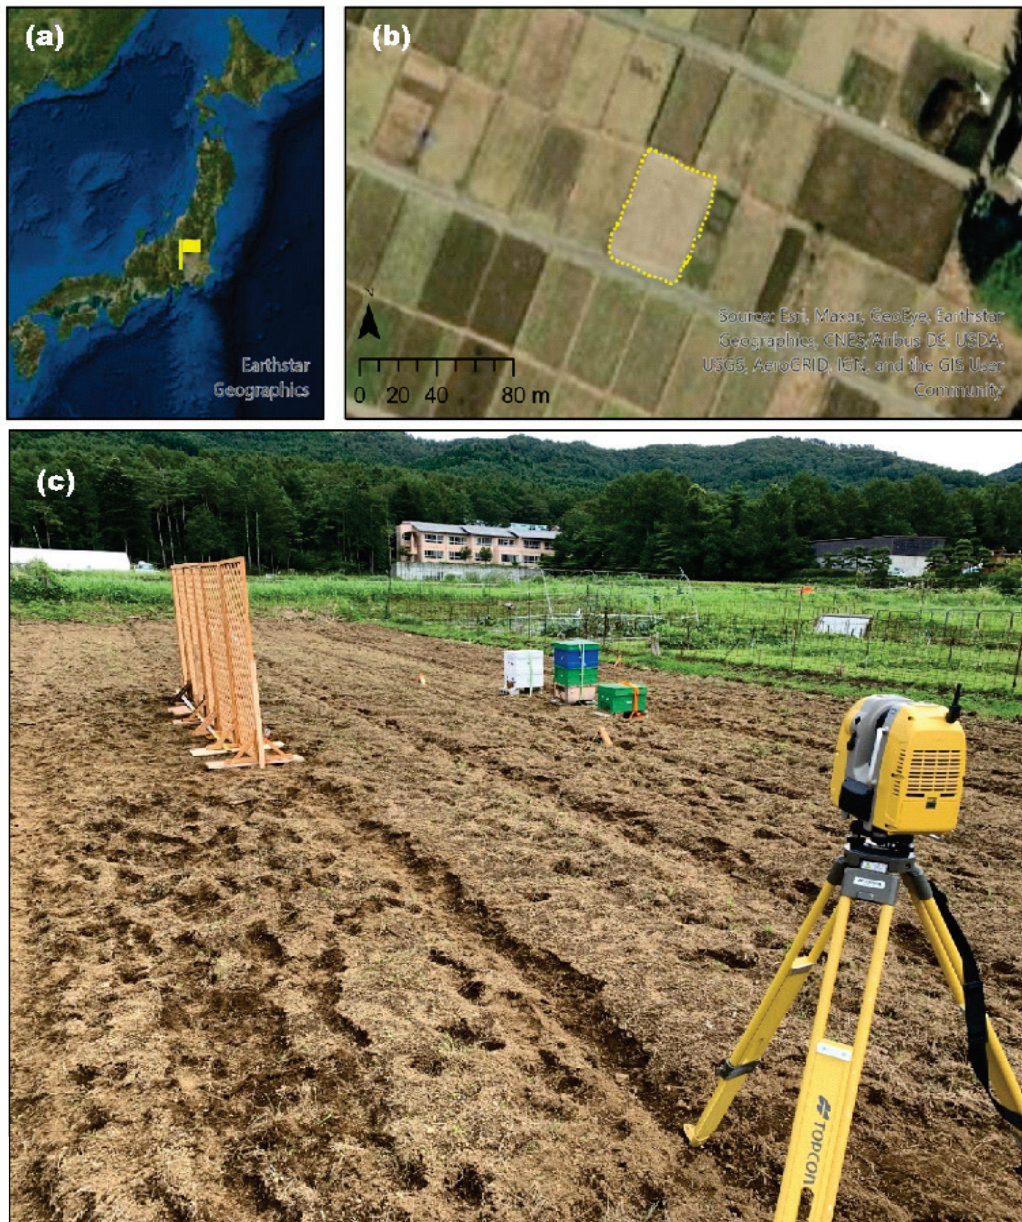 (a)
Earthstar
Geographics
(b)
N
Source: Esri, Maxar, GeoEye, Earthstar
Geographics, CNES/Airbus DS, USDA,
USGS, AeroGRID, IGN, and the GIS User
Community
0 20 40 80 m
(c)
TOPCON